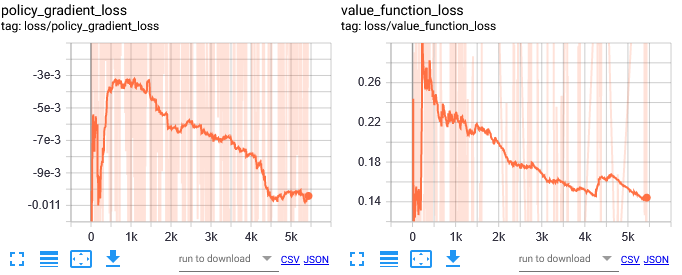 policy_gradient_loss
tag: loss/policy_gradient_loss
-3e-3
-5e-3
-7e-3
-9e-3
-0.011
0 1k 2k 3k 4k 5k
run to download CSV JSON
value_function_loss
tag: loss/value_function_loss
0.26
0.22
0.18
0.14
0 1k 2k 3k 4k 5k
run to download CSV JSON